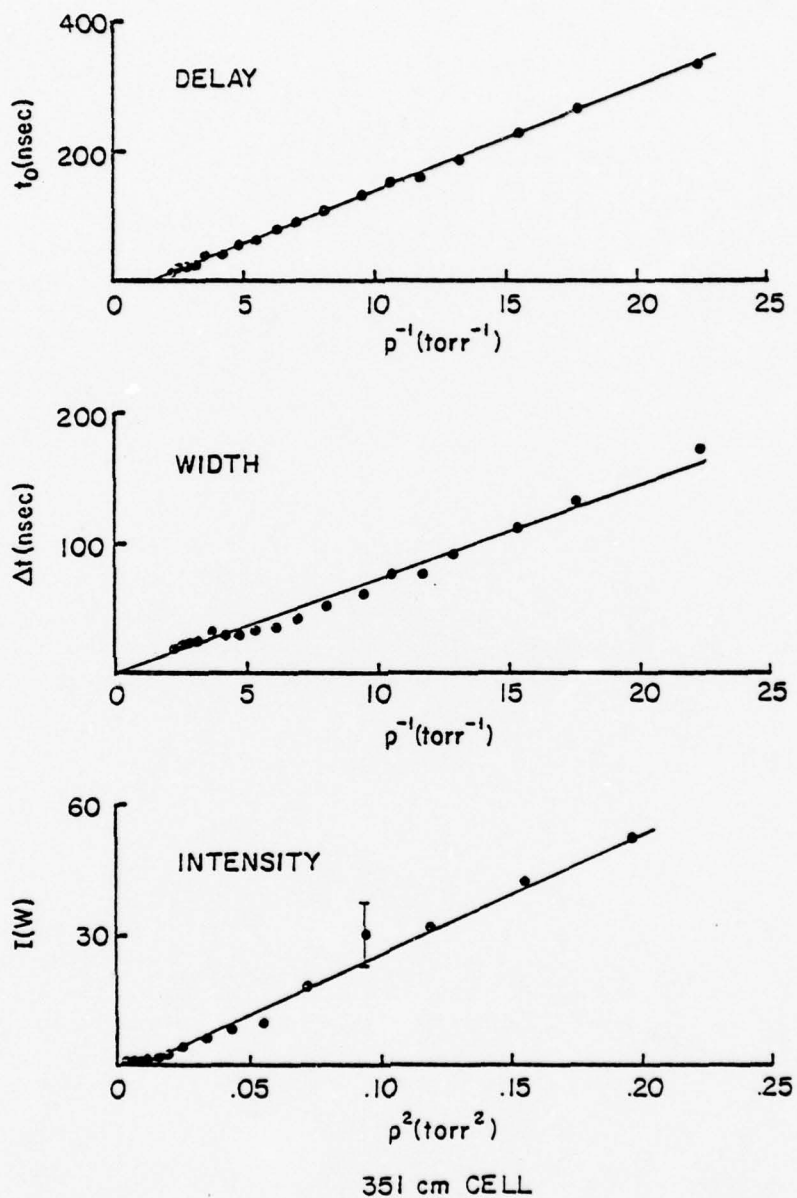 400
DELAY
t₀(nsec)
200
0 5 10 15 20 25
p⁻¹(torr⁻¹)
200
WIDTH
Δt(nsec)
100
0 5 10 15 20 25
p⁻¹(torr⁻¹)
60
INTENSITY
I(W)
30
0 .05 .10 .15 .20 .25
p²(torr²)
351 cm CELL